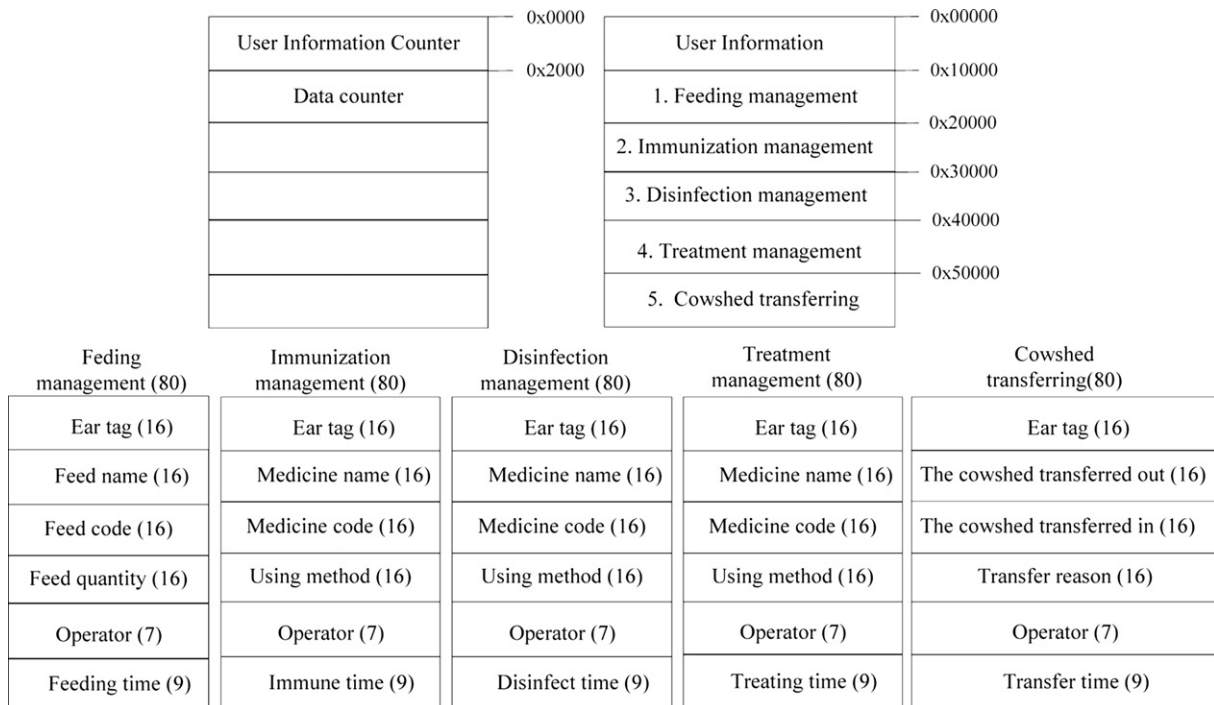 0x0000
User Information Counter
0x2000
Data counter
0x00000
User Information
0x10000
1. Feeding management
0x20000
2. Immunization management
0x30000
3. Disinfection management
0x40000
4. Treatment management
0x50000
5. Cowshed transferring
Feding
management (80)
Ear tag (16)
Feed name (16)
Feed code (16)
Feed quantity (16)
Operator (7)
Feeding time (9)
Immunization
management (80)
Ear tag (16)
Medicine name (16)
Medicine code (16)
Using method (16)
Operator (7)
Immune time (9)
Disinfection
management (80)
Ear tag (16)
Medicine name (16)
Medicine code (16)
Using method (16)
Operator (7)
Disinfect time (9)
Treatment
management(80)
Ear tag (16)
Medicine name (16)
Medicine code (16)
Using method (16)
Operator (7)
Treating time (9)
Cowshed
transferring(80)
Ear tag (16)
The cowshed transferred out (16)
The cowshed transferred in (16)
Transfer reason (16)
Operator (7)
Transfer time (9)